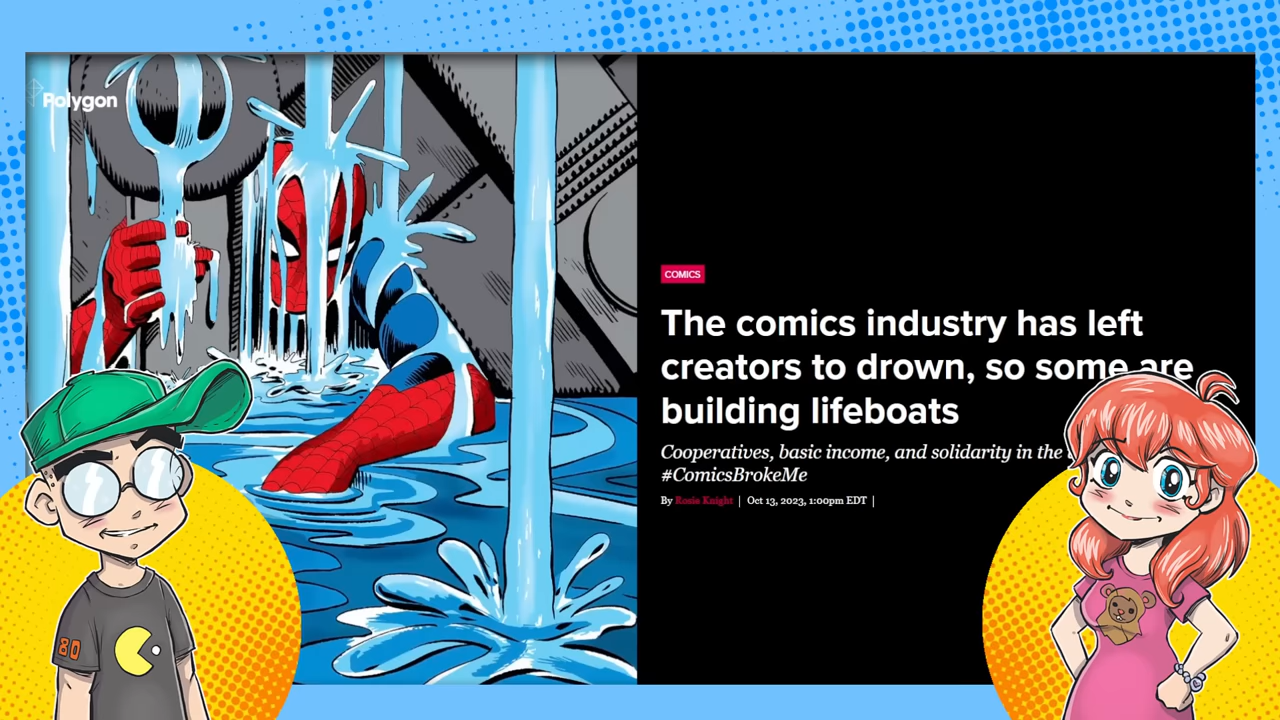 Polygon
COMICS
The comics industry has left
creators to drown, so some are
building lifeboats
Cooperatives, basic income, and solidarity in the
#ComicsBrokeMe
By Rosie Knight | Oct 13, 2023, 1:00pm EDT |
80